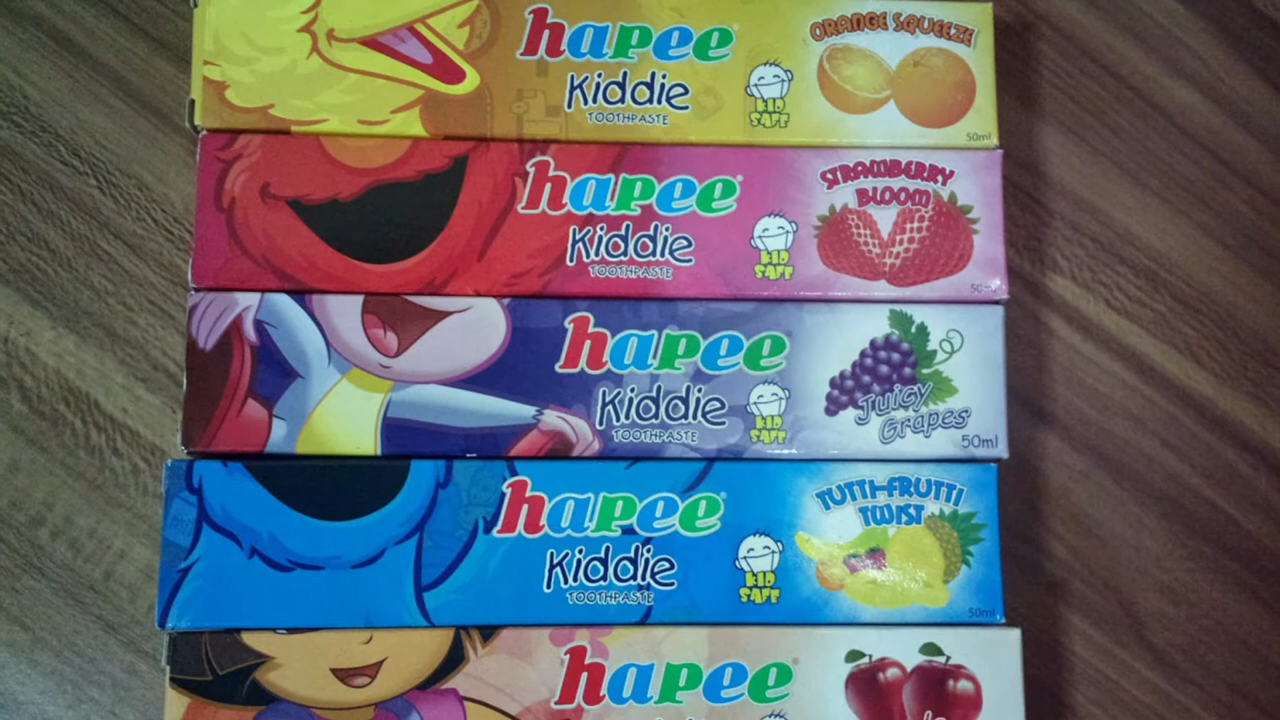 hapee
Kiddie
TOOTHPASTE
KID
SAFE
ORANGE SQUEEZE
50ml
hapee
Kiddie
TOOTHPASTE
KID
SAFE
STRAWBERRY
BLOOM
50ml
hapee
Kiddie
TOOTHPASTE
KID
SAFE
Juicy
Grapes
50ml
hapee
Kiddie
TOOTHPASTE
KID
SAFE
TUTTI-FRUTTI
TWIST
50ml
hapee